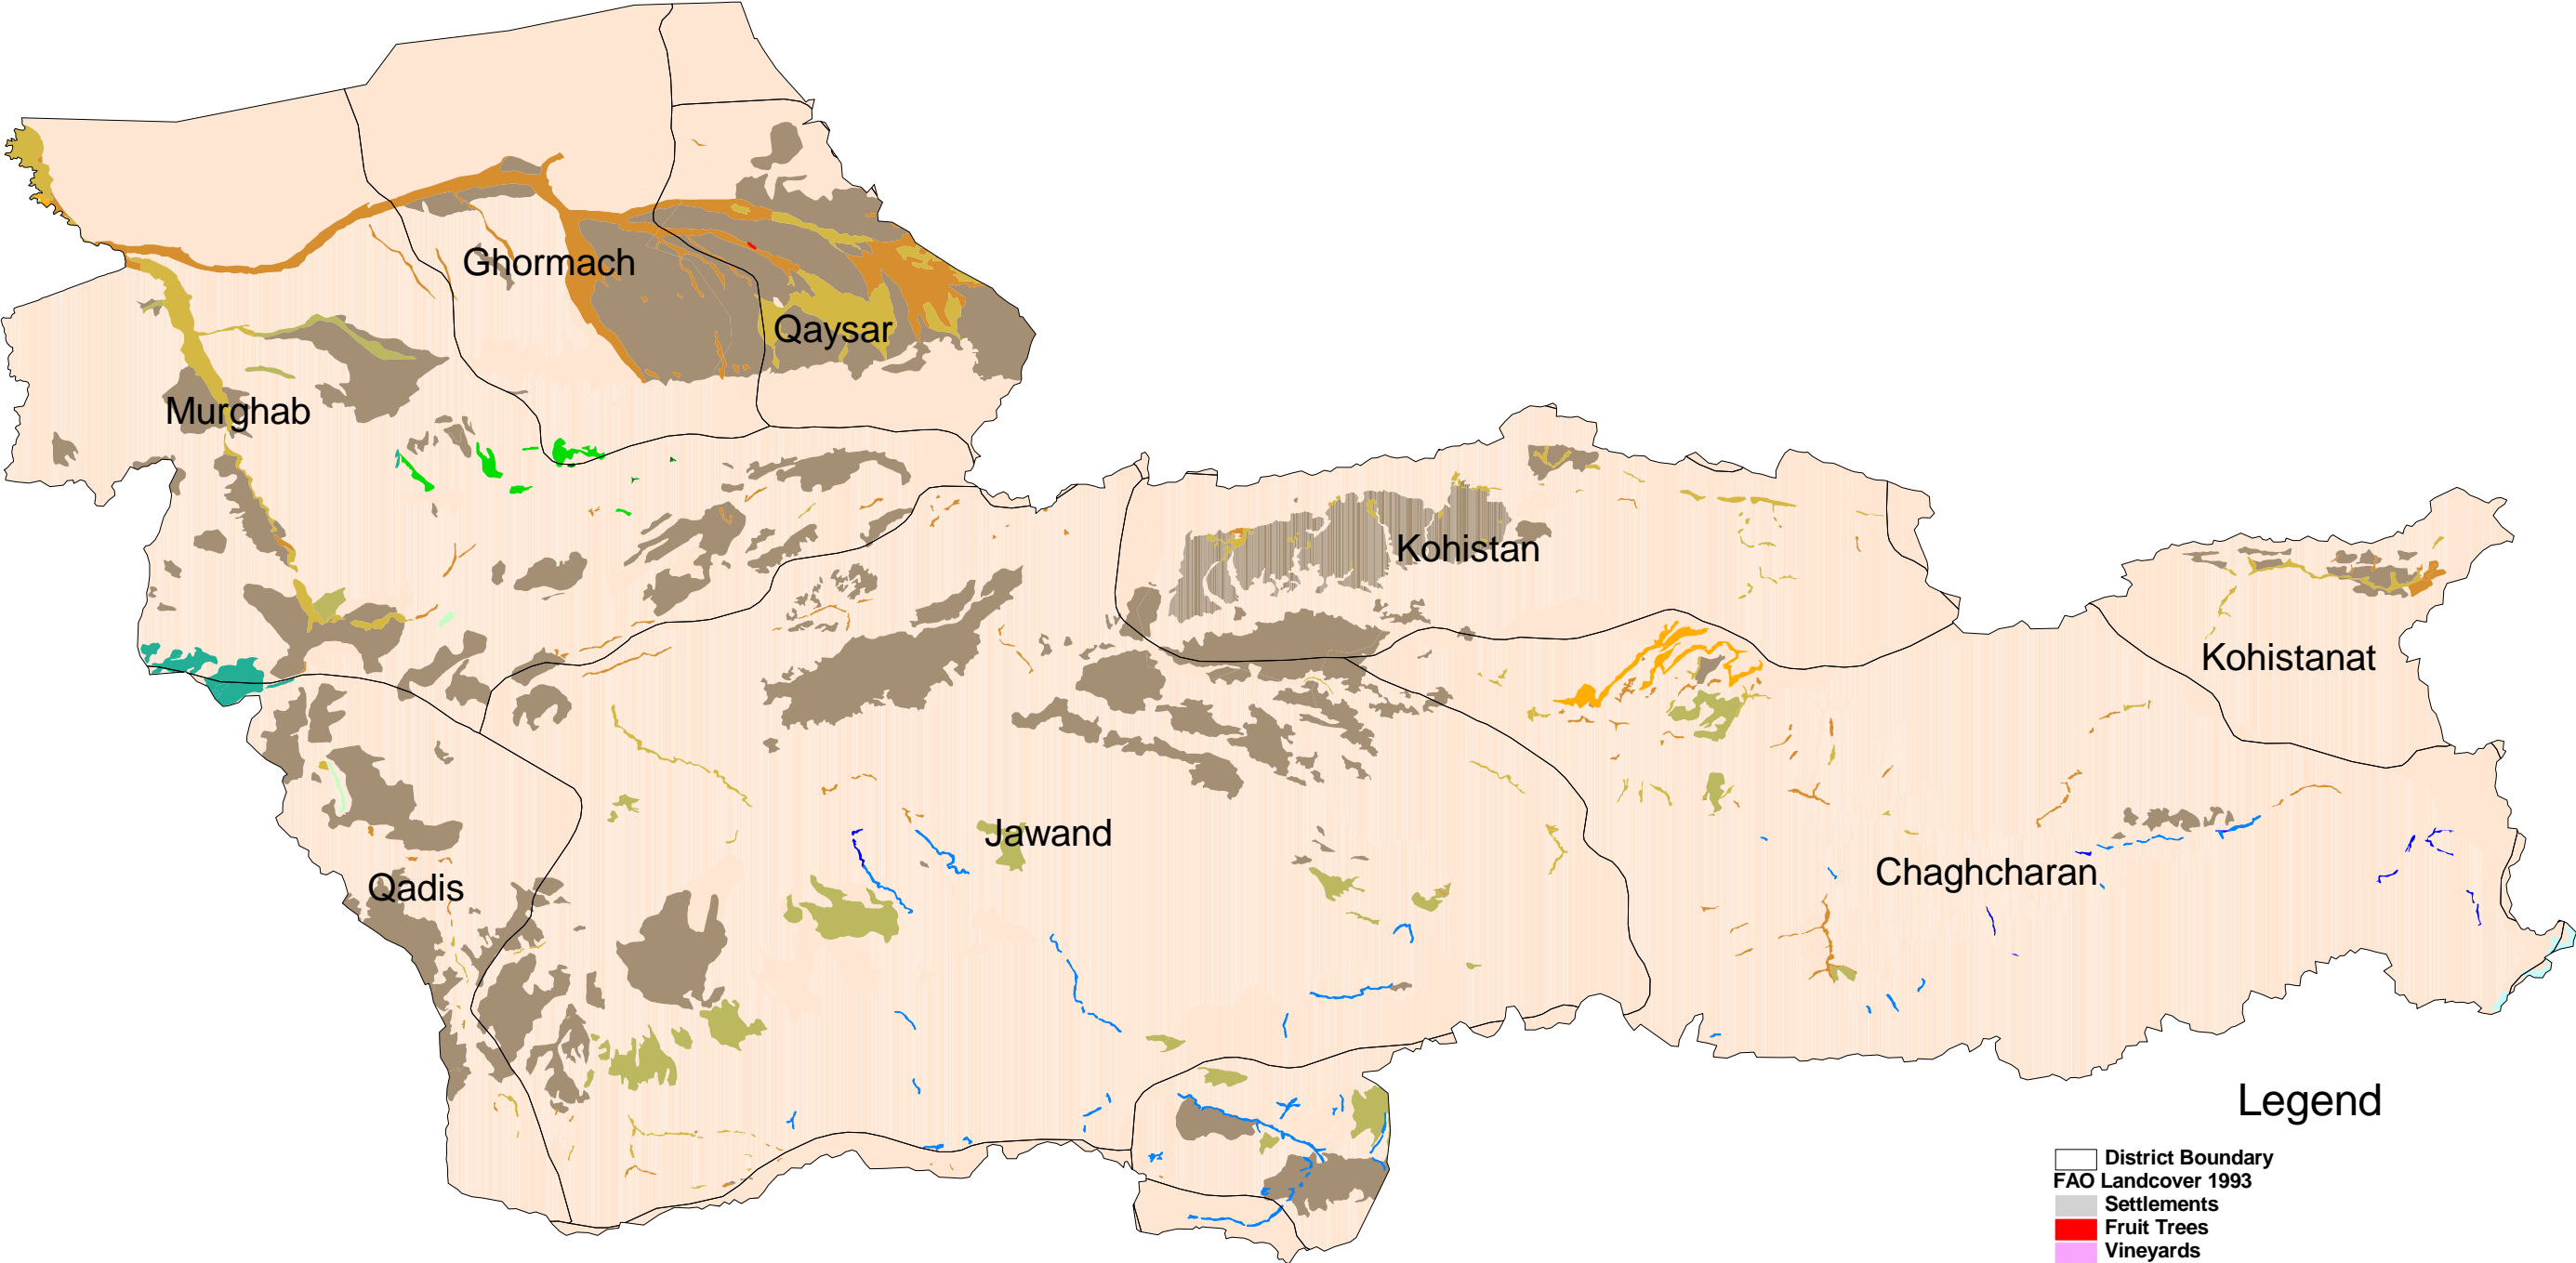 Ghormach
Qaysar
Murghab
Kohistan
Kohistanat
Jawand
Chaghcharan
Qadis
Legend
District Boundary
FAO Landcover 1993
Settlements
Fruit Trees
Vineyards